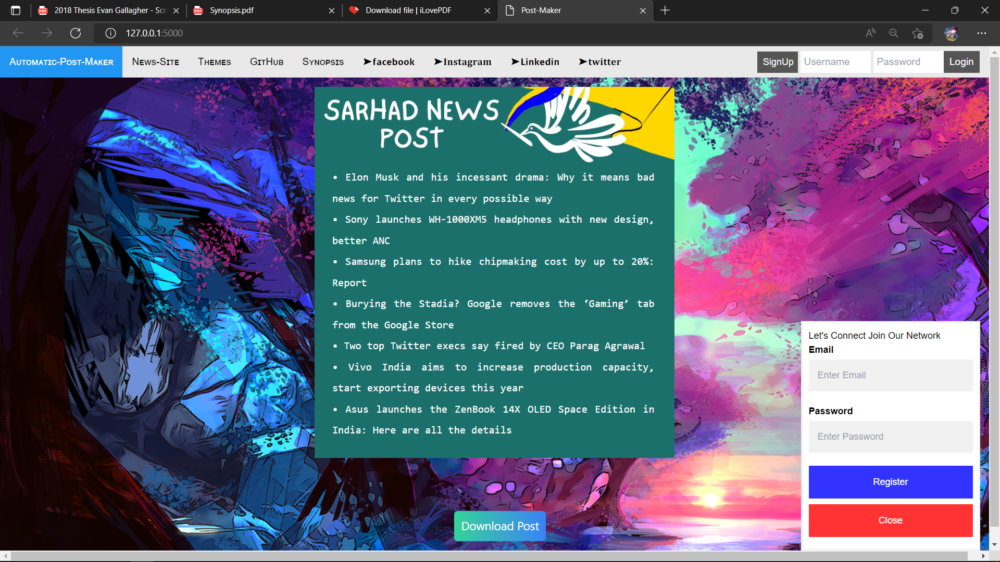 2018 Thesis Evan Gallagher - Scr
Synopsis.pdf
Download file | iLovePDF
Post-Maker
127.0.0.1:5000
Automatic-Post-Maker
News-Site
Themes
GitHub
Synopsis
➤facebook
➤Instagram
➤Linkedin
➤twitter
SignUp
Username
Password
Login
SARHAD NEWS
POST
• Elon Musk and his incessant drama: Why it means bad
news for Twitter in every possible way
• Sony launches WH-1000XM5 headphones with new design,
better ANC
• Samsung plans to hike chipmaking cost by up to 20%:
Report
• Burying the Stadia? Google removes the ‘Gaming’ tab
from the Google Store
• Two top Twitter execs say fired by CEO Parag Agrawal
• Vivo India aims to increase production capacity,
start exporting devices this year
• Asus launches the ZenBook 14X OLED Space Edition in
India: Here are all the details
Download Post
Let's Connect Join Our Network
Email
Enter Email
Password
Enter Password
Register
Close